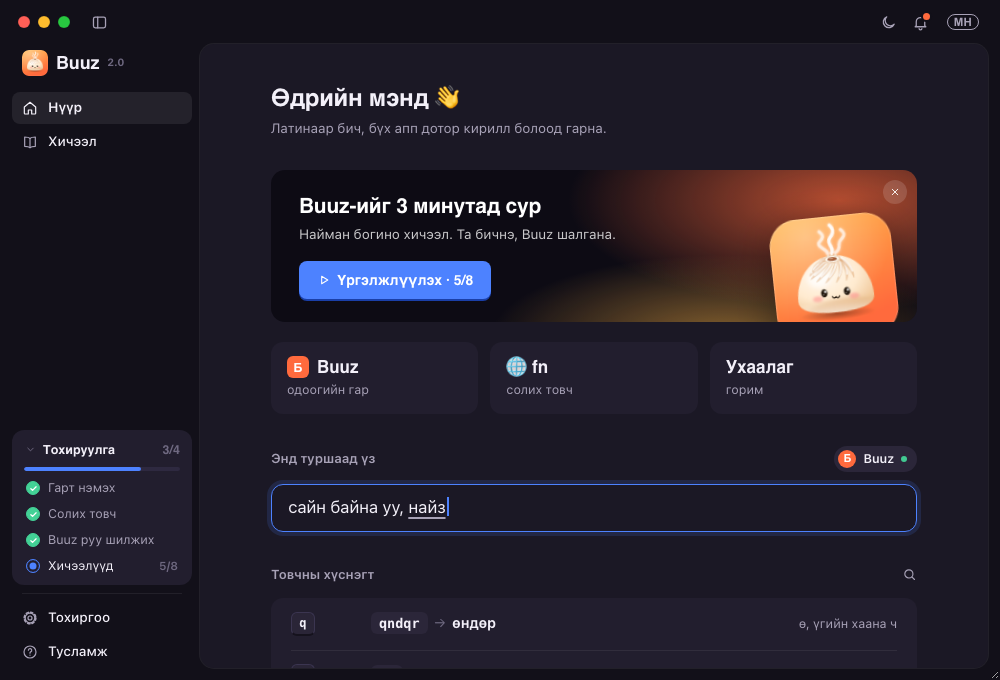 MH
Buuz 2.0
Нүүр
Хичээл
Өдрийн мэнд 👋
Латинаар бич, бүх апп дотор кирилл болоод гарна.
Buuz-ийг 3 минутад сур
Найман богино хичээл. Та бичнэ, Buuz шалгана.
Үргэлжлүүлэх · 5/8
Б Buuz
одоогийн гар
🌐 fn
солих товч
Ухаалаг
горим
Энд туршаад үз
Б Buuz
сайн байна уу, найз
Товчны хүснэгт
q qndqr → өндөр ө, үгийн хаана ч
Тохируулга 3/4
Гарт нэмэх
Солих товч
Buuz руу шилжих
Хичээлүүд 5/8
Тохиргоо
Тусламж